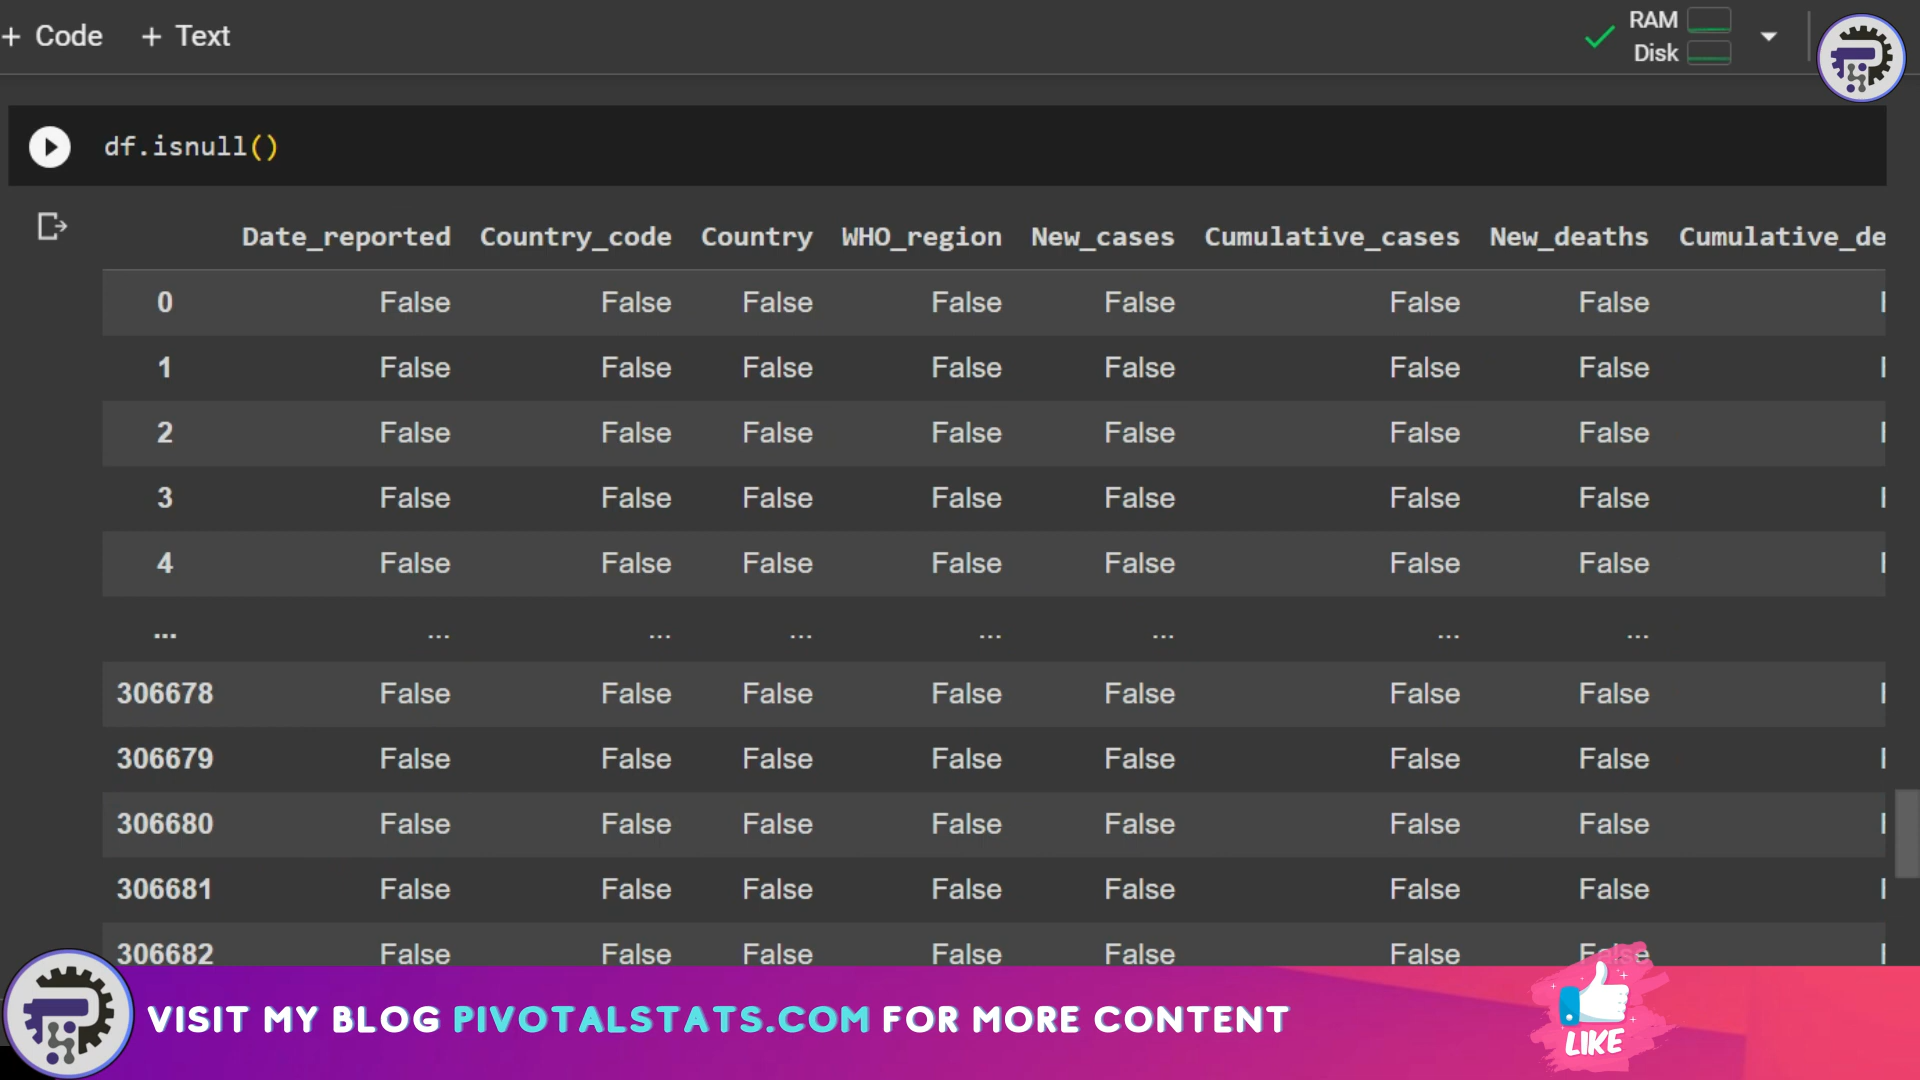 + Code + Text
RAM
Disk
df.isnull()
Date_reported Country_code Country WHO_region New_cases Cumulative_cases New_deaths Cumulative_de
0 False False False False False False False
1 False False False False False False False
2 False False False False False False False
3 False False False False False False False
4 False False False False False False False
... ... ... ... ... ... ... ...
306678 False False False False False False False
306679 False False False False False False False
306680 False False False False False False False
306681 False False False False False False False
306682 False False False False False False False
VISIT MY BLOG PIVOTALSTATS.COM FOR MORE CONTENT
LIKE